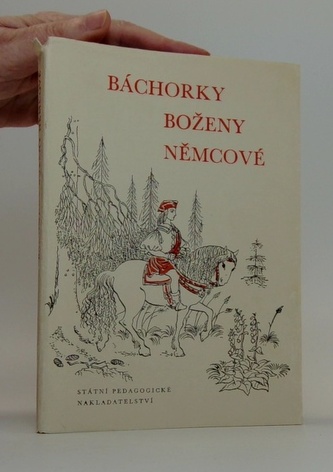 BÁCHORKY
BOŽENY
NĚMCOVÉ
STÁTNÍ PEDAGOGICKÉ
NAKLADATELSTVÍ